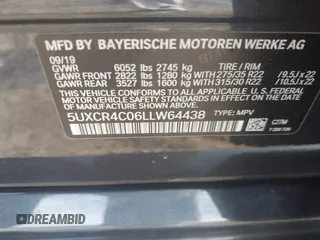 MFD BY BAYERISCHE MOTOREN WERKE AG
09/19
GVWR 6052 lbs 2745 kg TIRE / RIM
GAWR FRONT 2822 lbs 1280 kg WITH 275/35 R22 /9.5J x 22
GAWR REAR 3527 lbs 1600 kg WITH 315/30 R22 /10.5J x 22
THIS VEHICLE CONFORMS TO ALL APPLICABLE U.S. FEDERAL
MOTOR VEHICLE SAFETY STANDARDS IN EFFECT ON
THE DATE OF MANUFACTURE SHOWN ABOVE.
5UXCR4C06LLW64438 TYPE: MPV
AUTOBIDMD